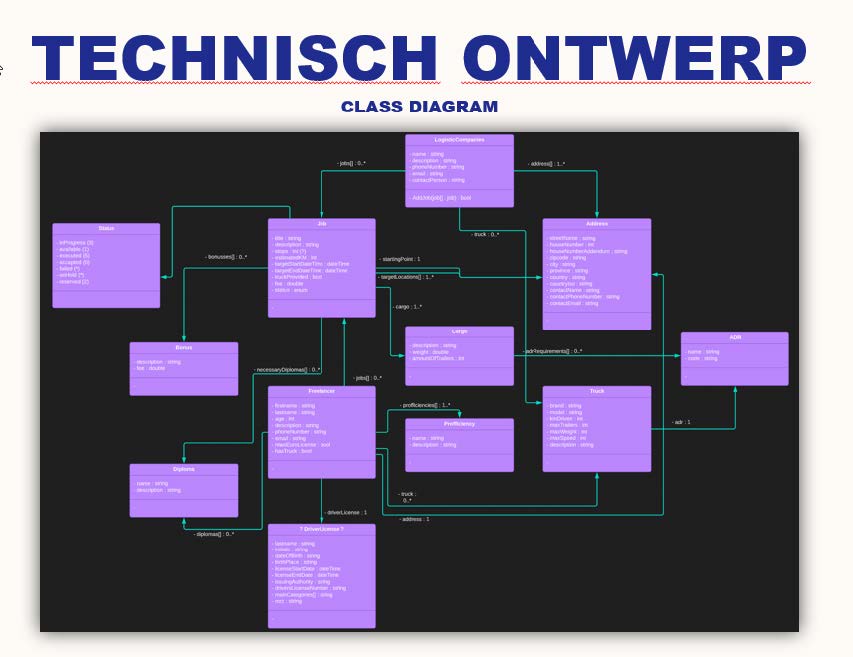 TECHNISCH ONTWERP
CLASS DIAGRAM
LogisticCompanies
- name : string
- description : string
- phoneNumber : string
- email : string
- contactPerson : string
- AddJob(job[] : job) : bool
- jobs[] : 0..*
- address[] : 1..*
- truck : 0..*
Status
- inProgress (3)
- available (1)
- executed (5)
- accepted (0)
- failed (*)
- onHold (*)
- reserved (2)
Job
- title : string
- description : string
- stops : int (?)
- estimatedKM : int
- targetStartDateTime : dateTime
- targetEndDateTime : dateTime
- truckProvided : bool
- fee : double
- status : enum
- bonusses[] : 0..*
- startingPoint : 1
- targetLocations[] : 1..*
- cargo : 1..*
Address
- streetName : string
- houseNumber : int
- houseNumberAddendum : string
- zipcode : string
- city : string
- province : string
- country : string
- countryIso : string
- contactName : string
- contactPhoneNumber : string
- contactEmail : string
Bonus
- description : string
- fee : double
- necessaryDiplomas[] : 0..*
- jobs[] : 0..*
- description : string
- weight : double
- amountOfTrailers : int
- adrRequirements[] : 0..*
ADR
- name : string
- code : string
Freelancer
- firstname : string
- lastname : string
- age : int
- description : string
- phoneNumber : string
- email : string
- hasTruck : bool
- profficiencies[] : 1..*
Proffieciency
- name : string
- description : string
Truck
- brand : string
- model : string
- kmDriven : int
- maxTrailers : int
- maxWeight : int
- maxSpeed : int
- description : string
- adr : 1
Diploma
- name : string
- description : string
- diplomas[] : 0..*
- truck :
0..*
- driverLicense : 1
- address : 1
? DriverLicense ?
- lastname : string
- initials : string
- dateOfBirth : string
- birthPlace : string
- licenseStartDate : dateTime
- licenseEndDate : dateTime
- issuingAuthority : string
- driversLicenseNumber : string
- mainCategories[] : string